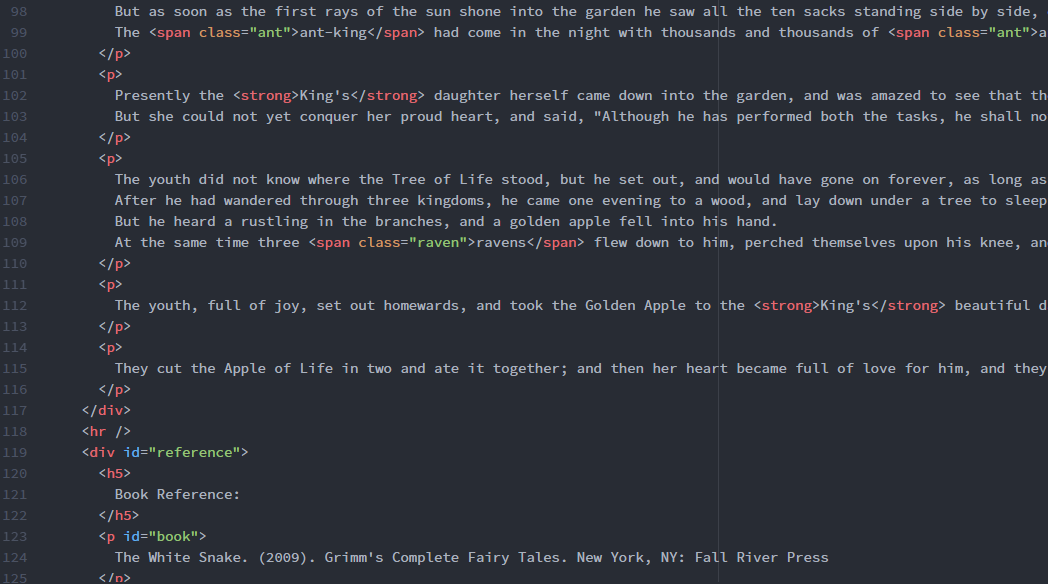 98 But as soon as the first rays of the sun shone into the garden he saw all the ten sacks standing side by side,
99 The <span class="ant">ant-king</span> had come in the night with thousands and thousands of <span class="ant">a
100 </p>
101 <p>
102 Presently the <strong>King's</strong> daughter herself came down into the garden, and was amazed to see that th
103 But she could not yet conquer her proud heart, and said, "Although he has performed both the tasks, he shall no
104 </p>
105 <p>
106 The youth did not know where the Tree of Life stood, but he set out, and would have gone on forever, as long as
107 After he had wandered through three kingdoms, he came one evening to a wood, and lay down under a tree to sleep
108 But he heard a rustling in the branches, and a golden apple fell into his hand.
109 At the same time three <span class="raven">ravens</span> flew down to him, perched themselves upon his knee, an
110 </p>
111 <p>
112 The youth, full of joy, set out homewards, and took the Golden Apple to the <strong>King's</strong> beautiful d
113 </p>
114 <p>
115 They cut the Apple of Life in two and ate it together; and then her heart became full of love for him, and they
116 </p>
117 </div>
118 <hr />
119 <div id="reference">
120 <h5>
121 Book Reference:
122 </h5>
123 <p id="book">
124 The White Snake. (2009). Grimm's Complete Fairy Tales. New York, NY: Fall River Press
125 </p>